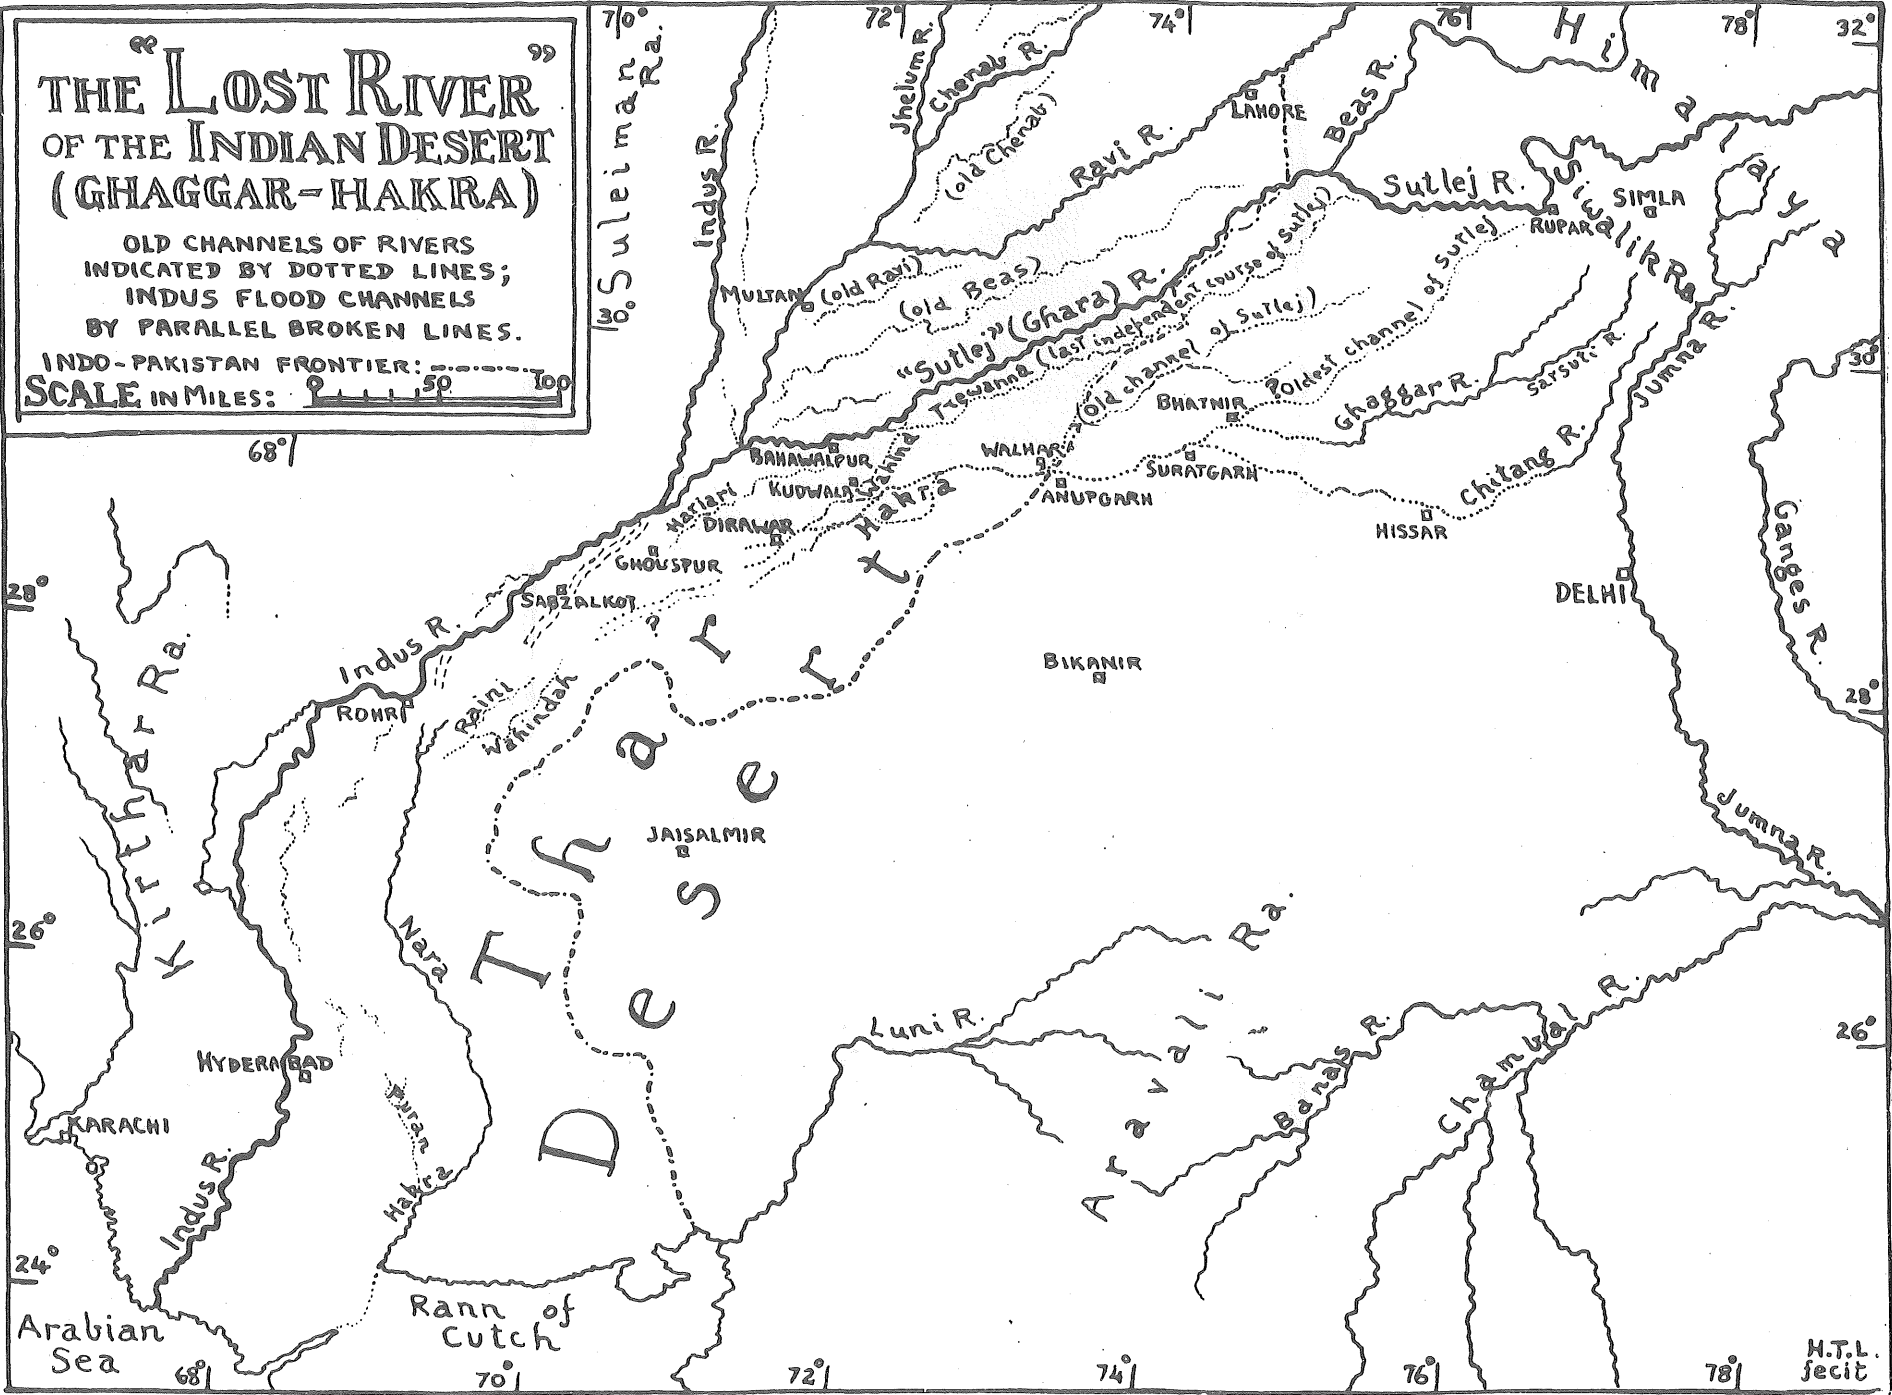 "THE LOST RIVER"
OF THE INDIAN DESERT
(GHAGGAR-HAKRA)
OLD CHANNELS OF RIVERS
INDICATED BY DOTTED LINES;
INDUS FLOOD CHANNELS
BY PARALLEL BROKEN LINES.
INDO-PAKISTAN FRONTIER:
SCALE IN MILES: 0 50 100
70°
72°
74°
76°
78°
32°
Suleiman Ra.
Indus R.
Jhelum R.
Chenab R.
(old Chenab)
Ravi R.
LAHORE
Beas R.
Himalaya
Sutlej R.
Siwalik Ra.
SIMLA
RUPAR
30°
MULTAN
(old Ravi)
(old Beas)
"Sutlej" (Ghara) R.
Trewanna (last independent course of Sutlej)
(Old channel of Sutlej)
?Oldest channel of Sutlej
Ghaggar R.
Sarsuti R.
Jumna R.
30°
68°
BAHAWALPUR
Wahind
WALHAR
BHATNIR
SURATGARH
Chitang R.
KUDWALA
Hakra
ANUPGARH
HISSAR
Hariari
DIRAWAR
GHOUSPUR
Ganges R.
28°
SABZALKOT
?
DELHI
Indus R.
Kirthar Ra.
ROHRI
Raini
Wahindah
BIKANIR
28°
Thar
Desert
JAISALMIR
Jumna R.
26°
Nara
Luni R.
Aravalli Ra.
Banas R.
Chambal R.
26°
HYDERABAD
KARACHI
Puran
Hakra
Indus R.
24°
Arabian
Sea
Rann of
Cutch
68°
70°
72°
74°
76°
78°
H.T.L.
fecit